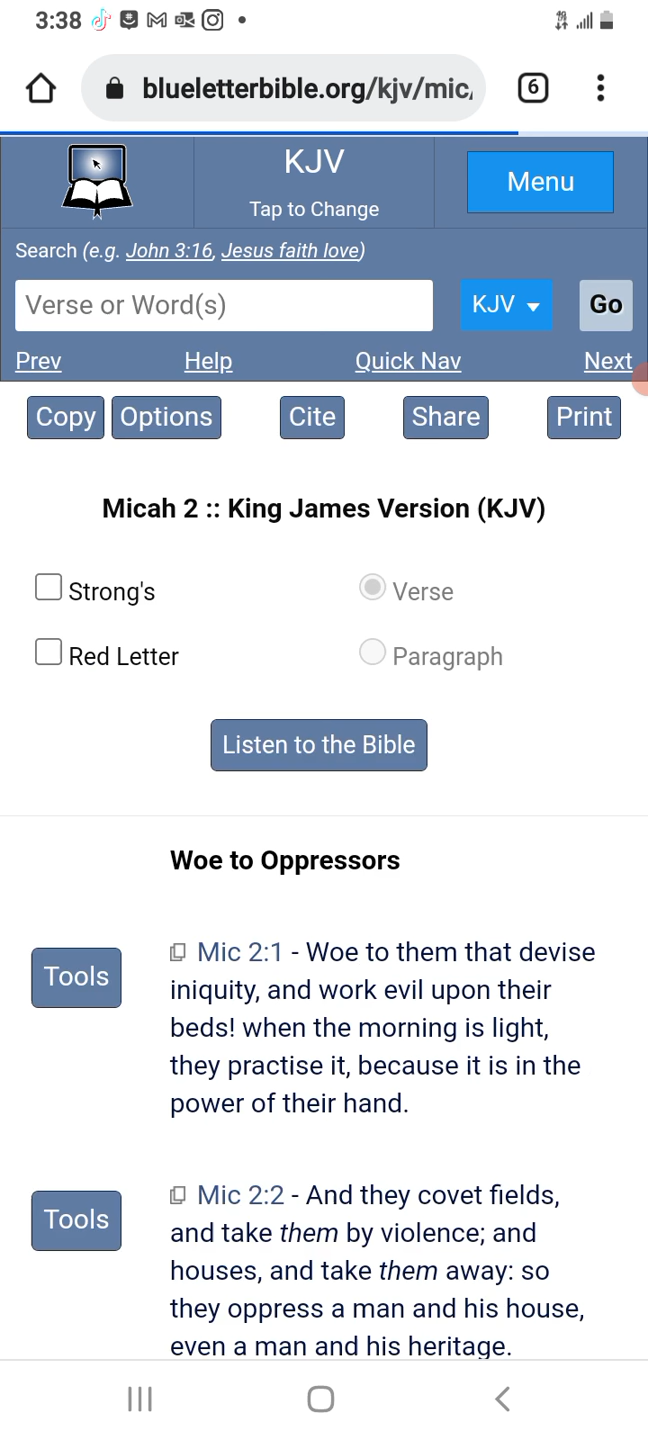 3:38
blueletterbible.org/kjv/mic,
6
KJV
Tap to Change
Menu
Search (e.g. John 3:16, Jesus faith love)
Verse or Word(s)
KJV
Go
Prev Help Quick Nav Next
Copy Options Cite Share Print
Micah 2 :: King James Version (KJV)
Strong's Verse
Red Letter Paragraph
Listen to the Bible
Woe to Oppressors
Tools
Mic 2:1 - Woe to them that devise
iniquity, and work evil upon their
beds! when the morning is light,
they practise it, because it is in the
power of their hand.
Tools
Mic 2:2 - And they covet fields,
and take them by violence; and
houses, and take them away: so
they oppress a man and his house,
even a man and his heritage.